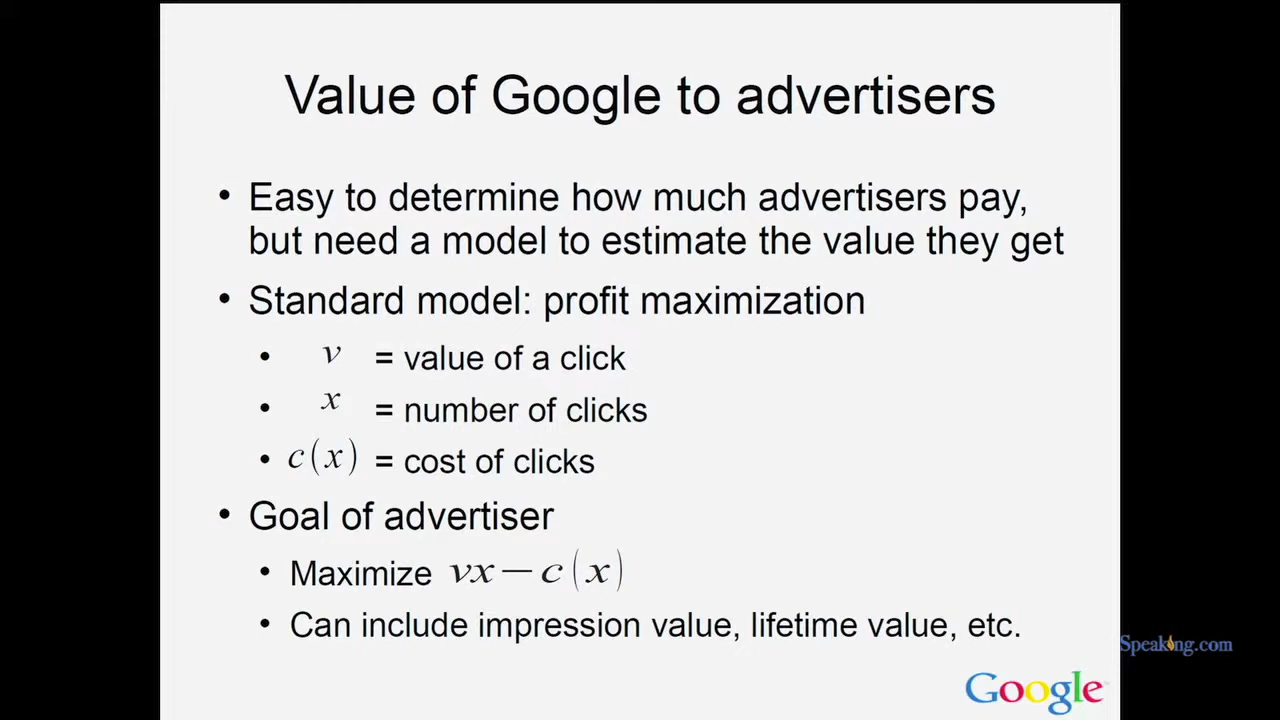 Value of Google to advertisers
• Easy to determine how much advertisers pay,
but need a model to estimate the value they get
• Standard model: profit maximization
• v = value of a click
• x = number of clicks
• c(x) = cost of clicks
• Goal of advertiser
• Maximize vx − c(x)
• Can include impression value, lifetime value, etc.
Speaking.com
Google